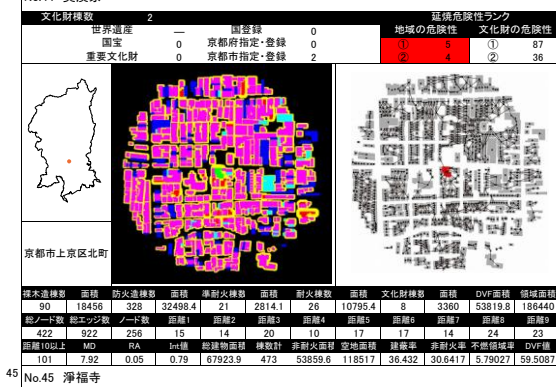 文化財棟数 2 延焼危険性ランク
世界遺産 — 国登録 0 地域の危険性 文化財の危険性
国宝 0 京都府指定・登録 0 ① 5 ① 87
重要文化財 0 京都市指定・登録 2 ② 4 ② 36
京都市上京区北町
裸木造棟数 面積 防火造棟数 面積 準耐火棟数 面積 耐火棟数 面積 文化財棟数 面積 DVF面積 領域面積
90 18456 328 32498.4 21 2814.1 26 10795.4 8 3360 53819.8 186440
総ノード数 総エッジ数 ノード数 距離1 距離2 距離3 距離4 距離5 距離6 距離7 距離8 距離9
422 922 256 15 14 20 10 17 17 14 24 23
距離10以上 MD RA Int値 総建物面積 棟数計 非耐火面積 空地面積 建蔽率 非耐火率 不燃領域率 DVF値
101 7.92 0.05 0.79 67923.9 473 53859.6 118517 36.432 30.6417 5.79027 59.5087
45 No.45 淨福寺